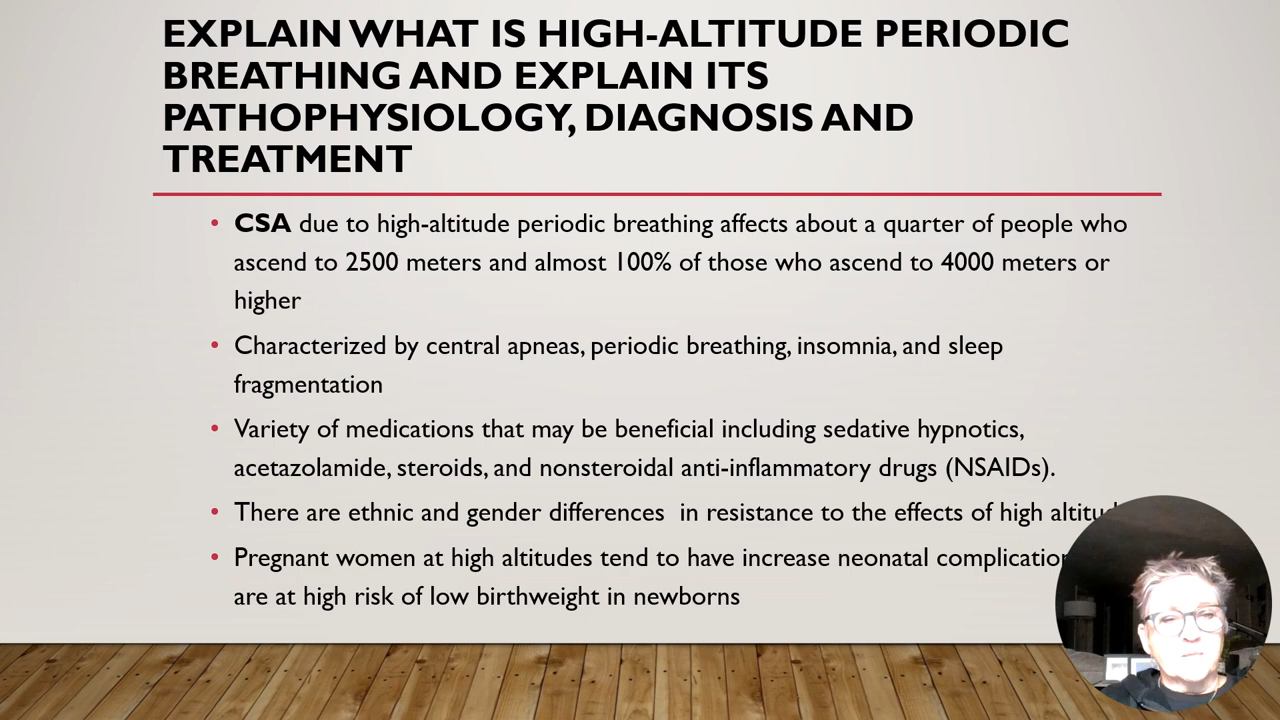 EXPLAIN WHAT IS HIGH-ALTITUDE PERIODIC
BREATHING AND EXPLAIN ITS
PATHOPHYSIOLOGY, DIAGNOSIS AND
TREATMENT
• CSA due to high-altitude periodic breathing affects about a quarter of people who
ascend to 2500 meters and almost 100% of those who ascend to 4000 meters or
higher
• Characterized by central apneas, periodic breathing, insomnia, and sleep
fragmentation
• Variety of medications that may be beneficial including sedative hypnotics,
acetazolamide, steroids, and nonsteroidal anti-inflammatory drugs (NSAIDs).
• There are ethnic and gender differences in resistance to the effects of high
• Pregnant women at high altitudes tend to have increase neonatal
are at high risk of low birthweight in newborns